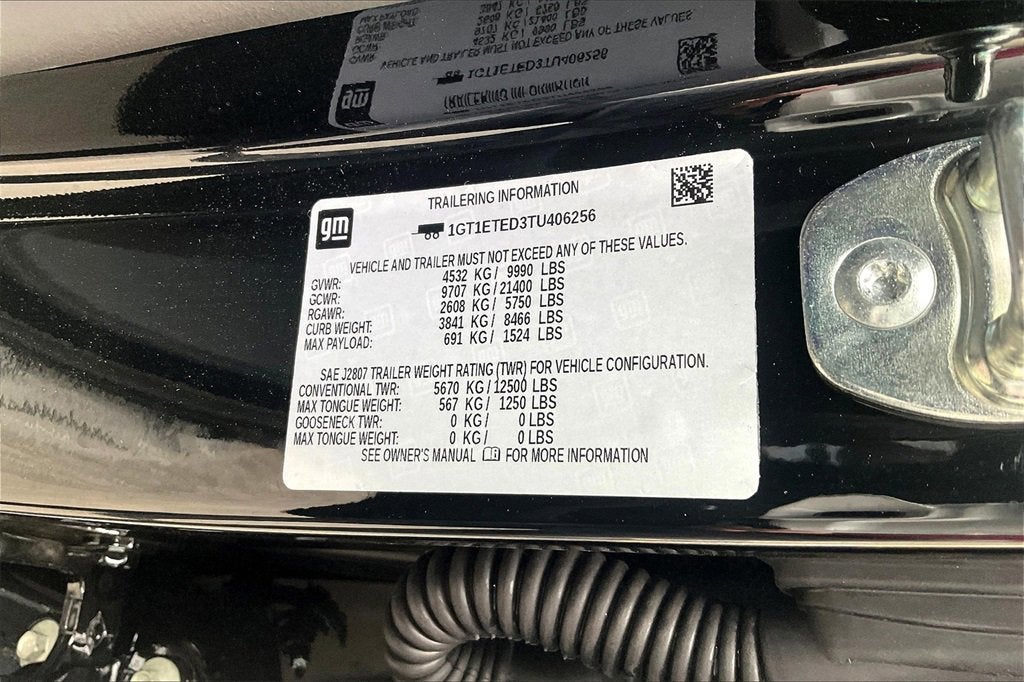 TRAILERING INFORMATION
gm 1GT1ETED3TU406256
VEHICLE AND TRAILER MUST NOT EXCEED ANY OF THESE VALUES.
GVWR: 4532 KG/ 9990 LBS
GCWR: 9707 KG/ 21400 LBS
RGAWR: 2608 KG/ 5750 LBS
CURB WEIGHT: 3841 KG/ 8466 LBS
MAX PAYLOAD: 691 KG/ 1524 LBS
SAE J2807 TRAILER WEIGHT RATING (TWR) FOR VEHICLE CONFIGURATION.
CONVENTIONAL TWR: 5670 KG/ 12500 LBS
MAX TONGUE WEIGHT: 567 KG/ 1250 LBS
GOOSENECK TWR: 0 KG/ 0 LBS
MAX TONGUE WEIGHT: 0 KG/ 0 LBS
SEE OWNER'S MANUAL FOR MORE INFORMATION